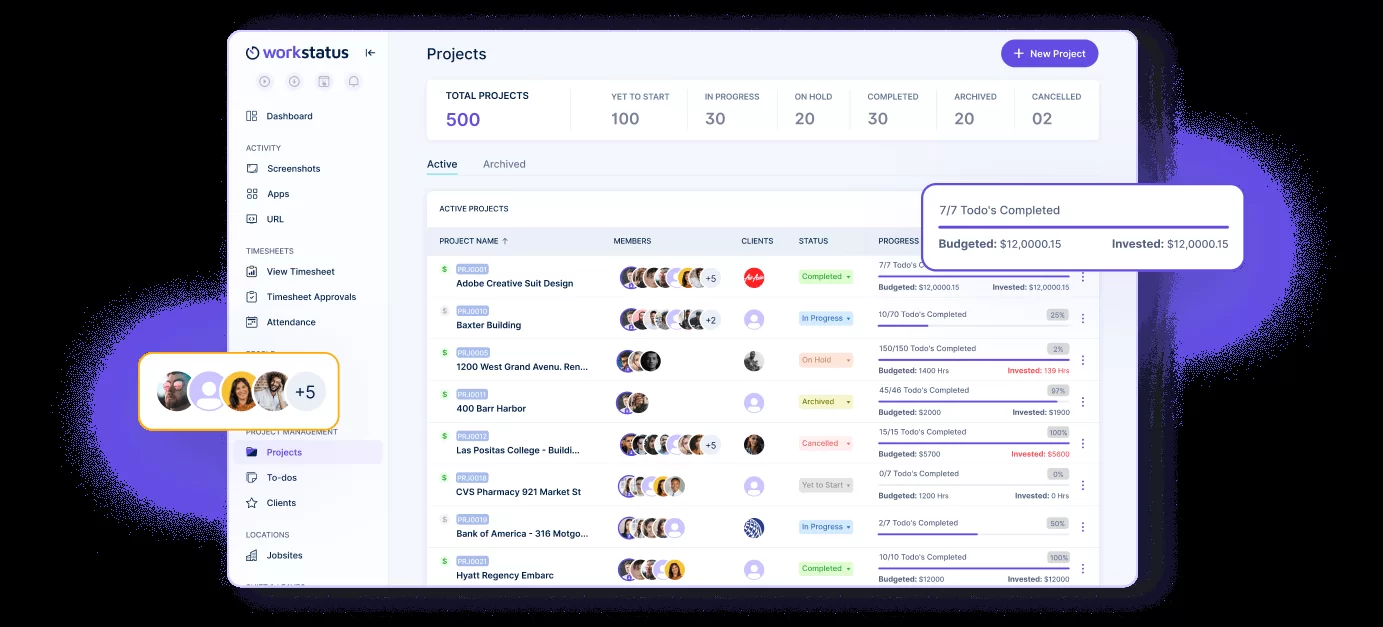 workstatus
Dashboard
ACTIVITY
Screenshots
Apps
URL
TIMESHEETS
View Timesheet
Timesheet Approvals
Attendance
+5
PROJECT MANAGEMENT
Projects
To-dos
Clients
LOCATIONS
Jobsites
Projects
+ New Project
TOTAL PROJECTS YET TO START IN PROGRESS ON HOLD COMPLETED ARCHIVED CANCELLED
500 100 30 20 30 20 02
Active Archived
ACTIVE PROJECTS
7/7 Todo's Completed
Budgeted: $12,0000.15 Invested: $12,0000.15
PROJECT NAME ↑ MEMBERS CLIENTS STATUS PROGRESS
$ PRJ0001 7/7 Todo's C
Adobe Creative Suit Design +5 Completed
Budgeted: $12,0000.15 Invested: $12,0000.15
$ PRJ0010 10/70 Todo's Completed 25%
Baxter Building +2 In Progress
$ PRJ0005 150/150 Todo's Completed 2%
1200 West Grand Avenu. Ren... On Hold
Budgeted: 1400 Hrs Invested: 139 Hrs
$ PRJ0011 45/46 Todo's Completed 97%
400 Barr Harbor Archived
Budgeted: $2000 Invested: $1900
$ PRJ0012 15/15 Todo's Completed 100%
Las Positas College - Buildi... +5 Cancelled
Budgeted: $5700 Invested: $5600
$ PRJ0018 0/7 Todo's Completed 0%
CVS Pharmacy 921 Market St Yet to Start
Budgeted: 1200 Hrs Invested: 0 Hrs
$ PRJ0019 2/7 Todo's Completed 50%
Bank of America - 316 Motgo... In Progress
$ PRJ0021 10/10 Todo's Completed 100%
Hyatt Regency Embarc Completed
Budgeted: $12000 Invested: $12000